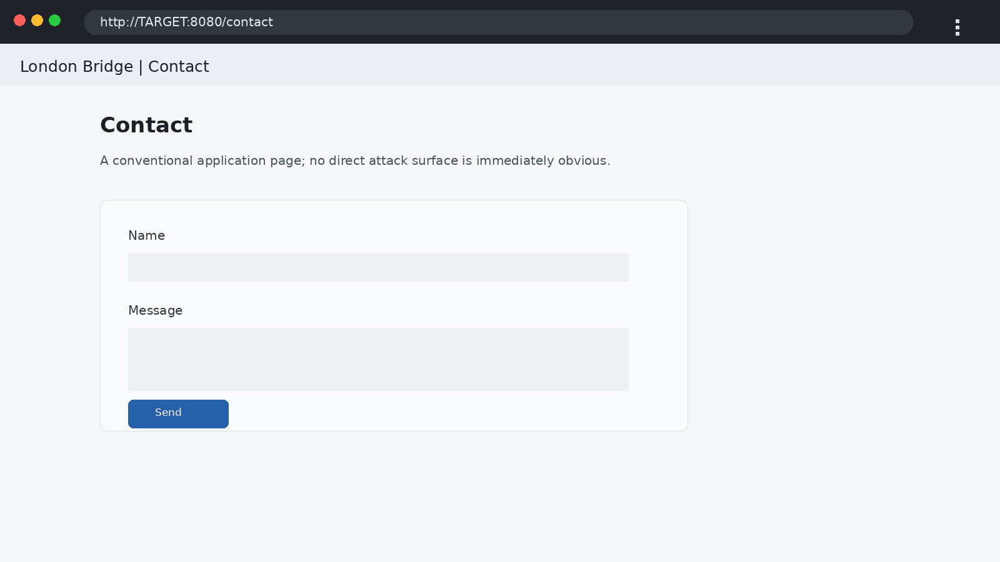 http://TARGET:8080/contact
London Bridge | Contact
Contact
A conventional application page; no direct attack surface is immediately obvious.
Name
Message
Send